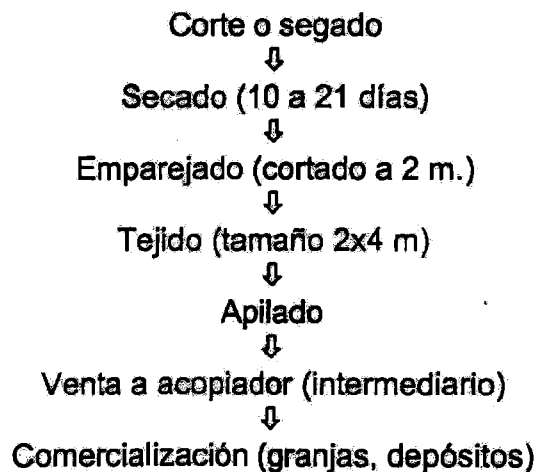 Corte o segado
⇩
Secado (10 a 21 días)
⇩
Emparejado (cortado a 2 m.)
⇩
Tejido (tamaño 2x4 m)
⇩
Apilado
⇩
Venta a acopiador (intermediario)
⇩
Comercialización (granjas, depósitos)